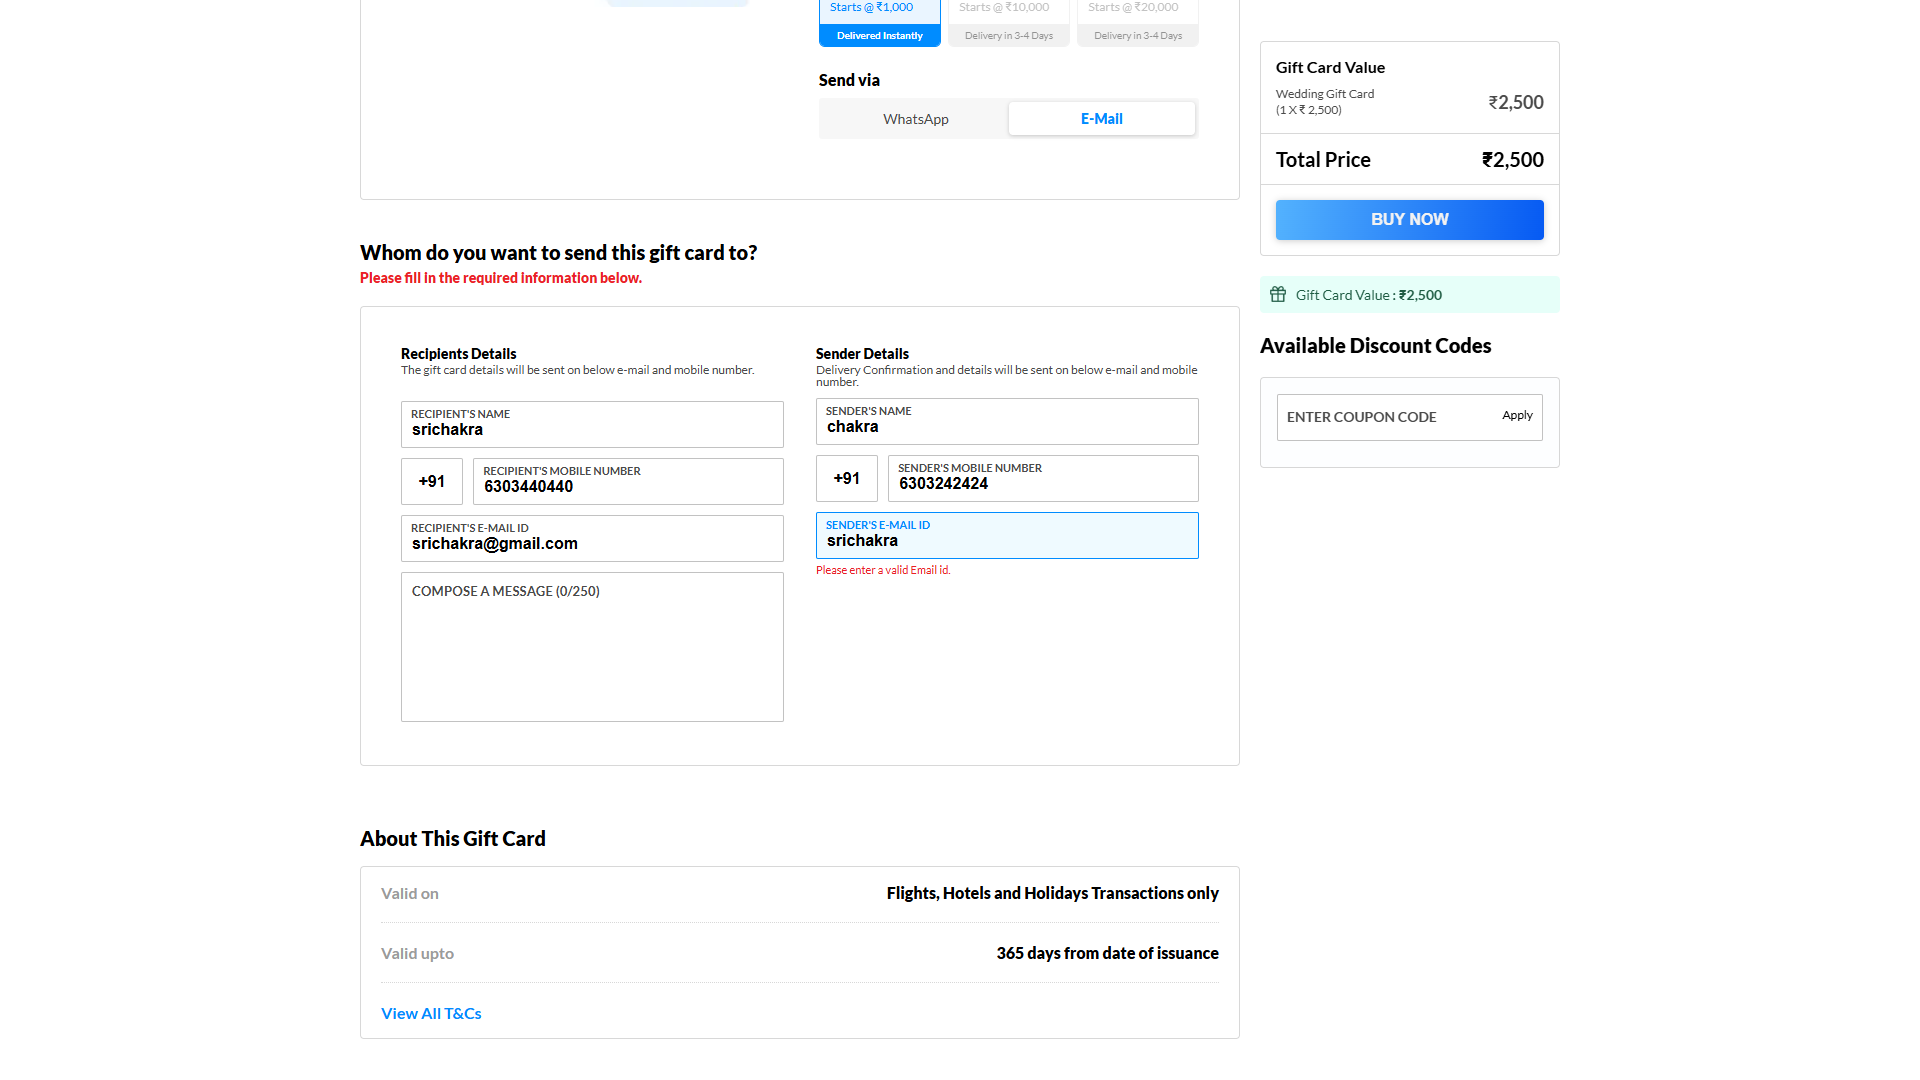 Starts @ ₹1,000
Delivered Instantly
Starts @ ₹10,000
Delivery in 3-4 Days
Starts @ ₹20,000
Delivery in 3-4 Days
Send via
WhatsApp
E-Mail
Whom do you want to send this gift card to?
Please fill in the required information below.
Recipients Details
The gift card details will be sent on below e-mail and mobile number.
RECIPIENT'S NAME
srichakra
+91
RECIPIENT'S MOBILE NUMBER
6303440440
RECIPIENT'S E-MAIL ID
srichakra@gmail.com
COMPOSE A MESSAGE (0/250)
Sender Details
Delivery Confirmation and details will be sent on below e-mail and mobile
number.
SENDER'S NAME
chakra
+91
SENDER'S MOBILE NUMBER
6303242424
SENDER'S E-MAIL ID
srichakra
Please enter a valid Email id.
About This Gift Card
Valid on
Flights, Hotels and Holidays Transactions only
Valid upto
365 days from date of issuance
View All T&Cs
Gift Card Value
Wedding Gift Card
(1 X ₹ 2,500)
₹2,500
Total Price
₹2,500
BUY NOW
Gift Card Value : ₹2,500
Available Discount Codes
ENTER COUPON CODE
Apply